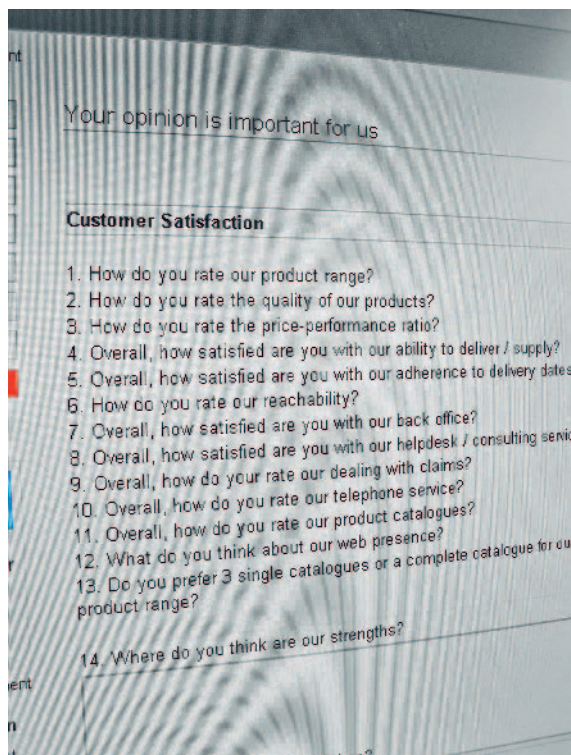 nt
Your opinion is important for us
Customer Satisfaction
1. How do you rate our product range?
2. How do you rate the quality of our products?
3. How do you rate the price-performance ratio?
4. Overall, how satisfied are you with our ability to deliver / supply?
5. Overall, how satisfied are you with our adherence to delivery dates
6. How do you rate our reachability?
7. Overall, how satisfied are you with our back office?
8. Overall, how satisfied are you with our helpdesk / consulting servic
9. Overall, how do your rate our dealing with claims?
10. Overall, how do you rate our telephone service?
11. Overall, how do you rate our product catalogues?
12. What do you think about our web presence?
13. Do you prefer 3 single catalogues or a complete catalogue for ou
product range?
14. Where do you think are our strengths?
ent